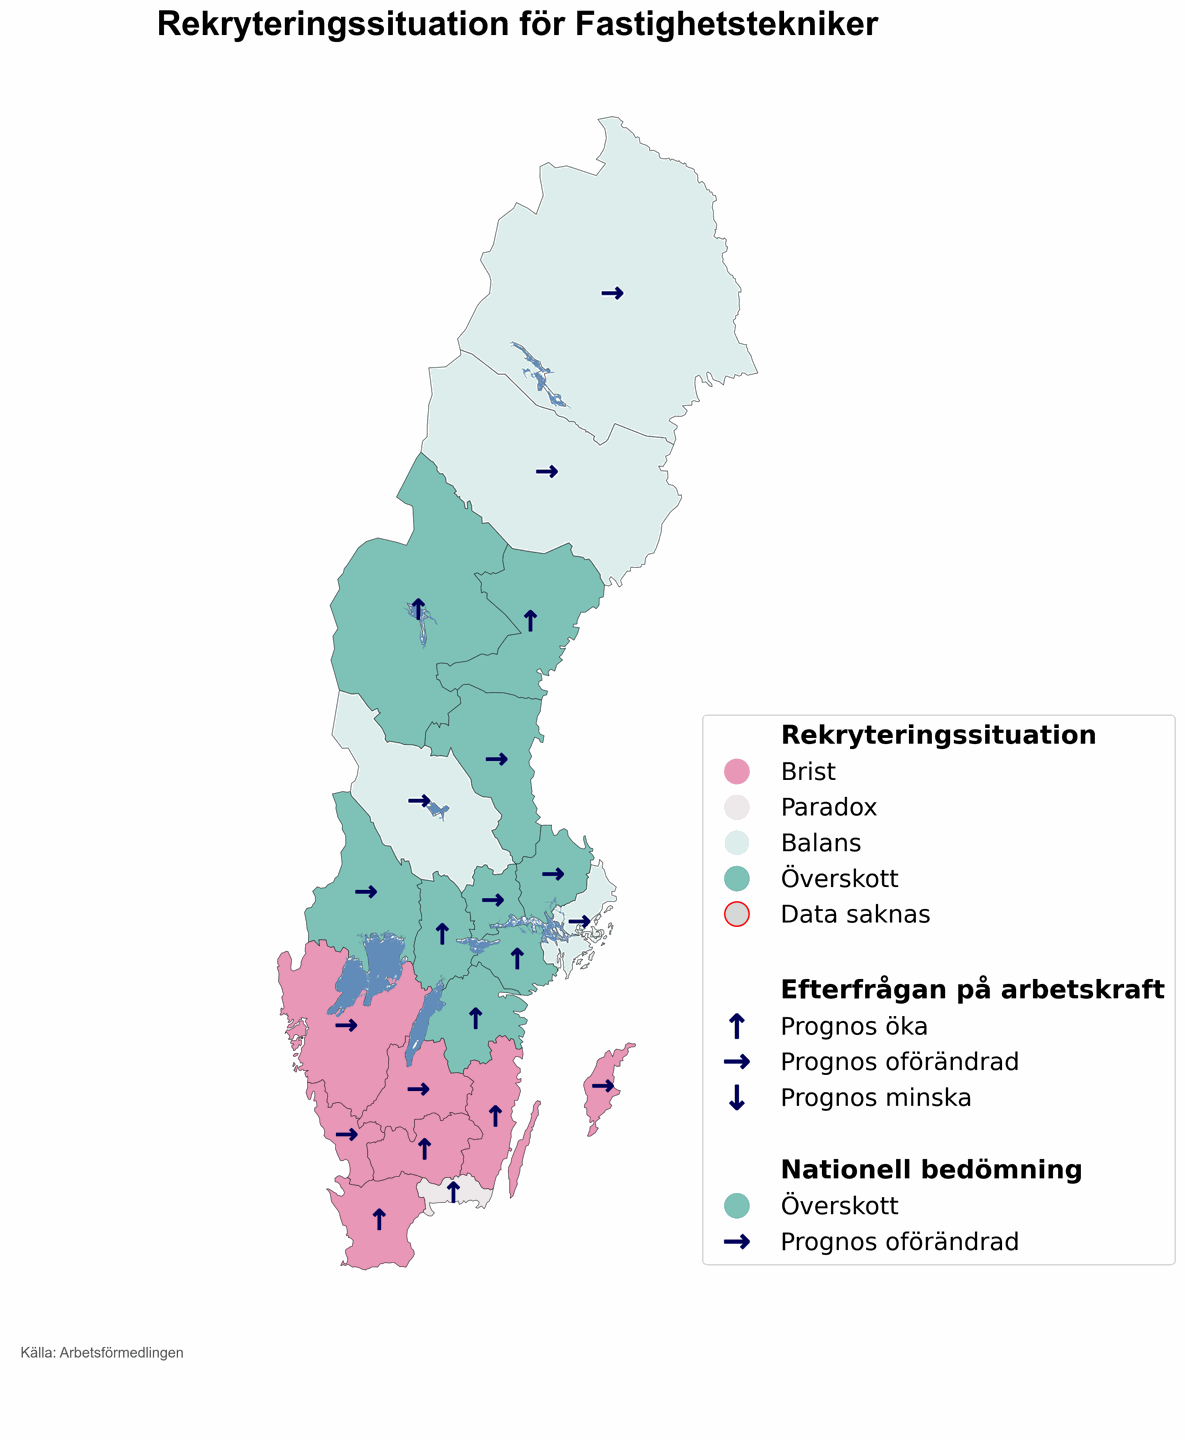 Rekryteringssituation för Fastighetstekniker
Rekryteringssituation
Brist
Paradox
Balans
Överskott
Data saknas
Efterfrågan på arbetskraft
Prognos öka
Prognos oförändrad
Prognos minska
Nationell bedömning
Överskott
Prognos oförändrad
Källa: Arbetsförmedlingen